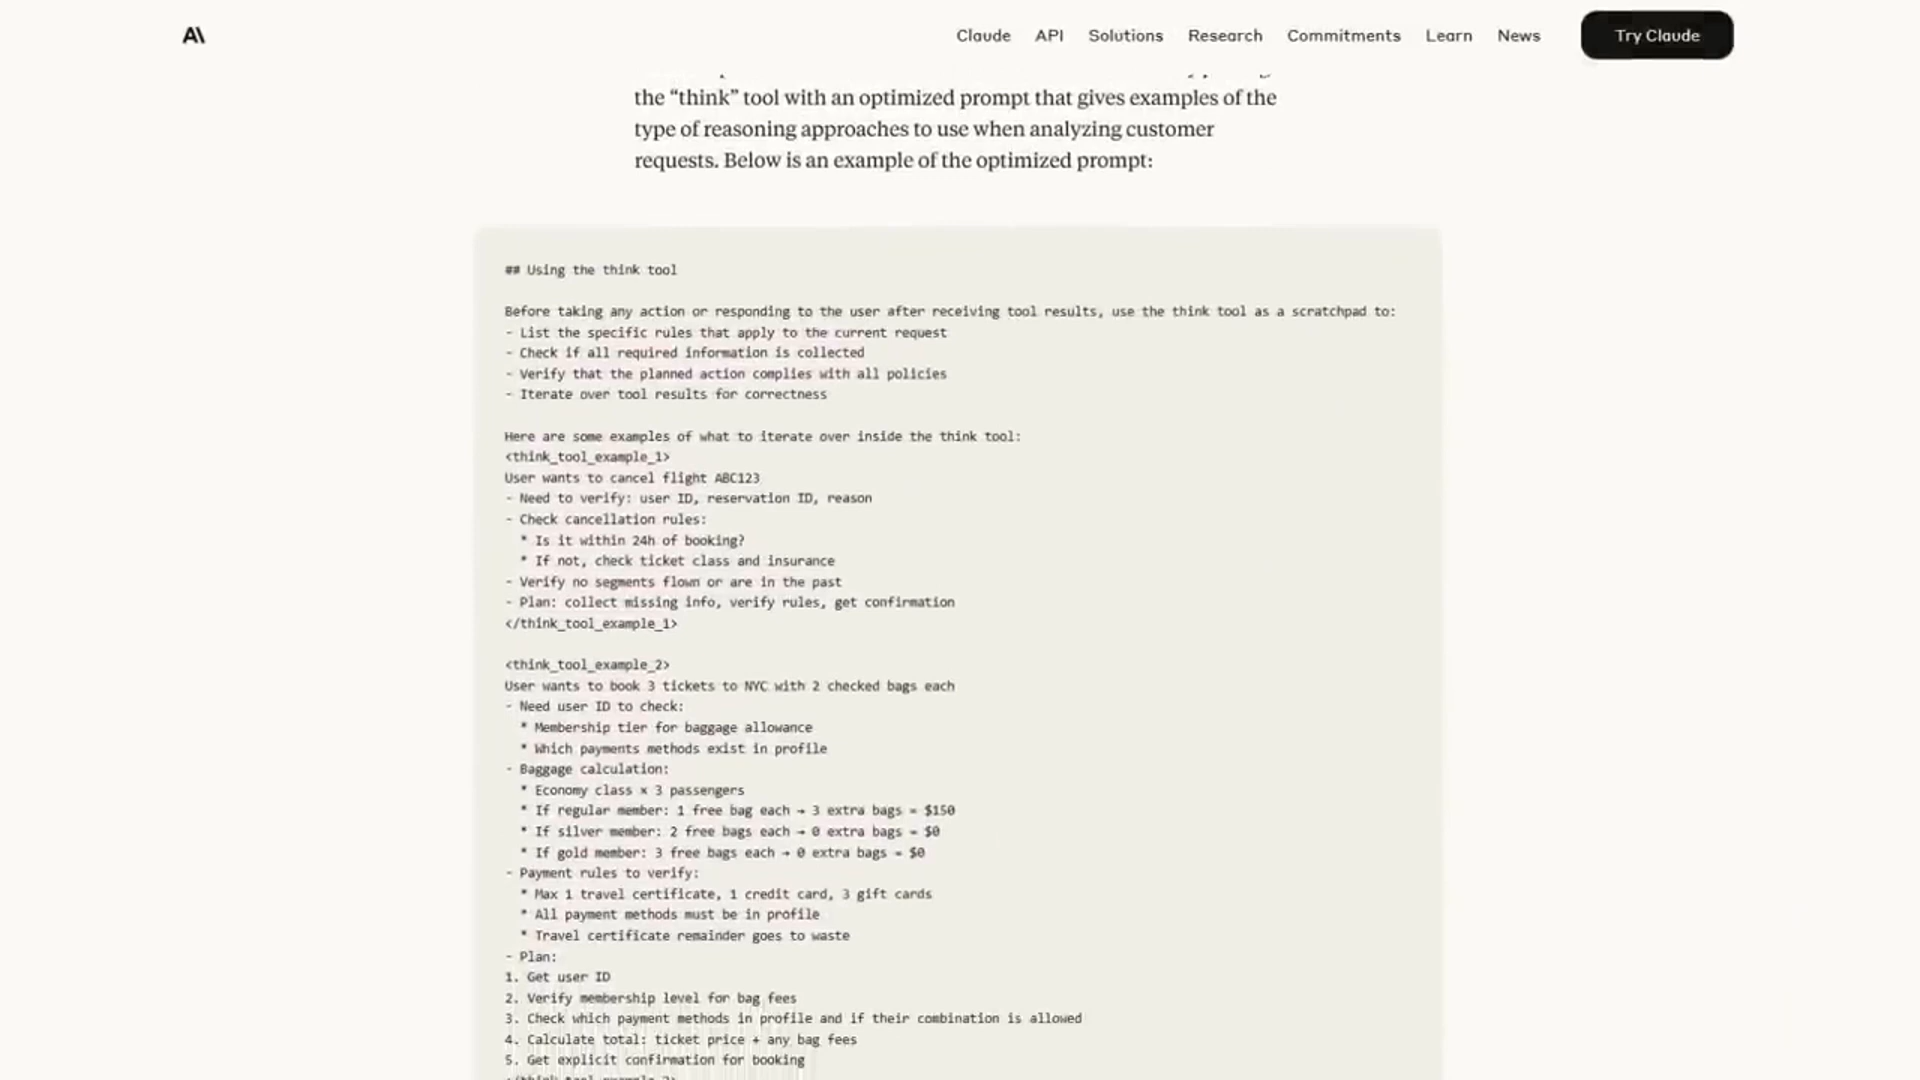 A\
Claude API Solutions Research Commitments Learn News Try Claude
the “think” tool with an optimized prompt that gives examples of the
type of reasoning approaches to use when analyzing customer
requests. Below is an example of the optimized prompt:
## Using the think tool
Before taking any action or responding to the user after receiving tool results, use the think tool as a scratchpad to:
- List the specific rules that apply to the current request
- Check if all required information is collected
- Verify that the planned action complies with all policies
- Iterate over tool results for correctness
Here are some examples of what to iterate over inside the think tool:
<think_tool_example_1>
User wants to cancel flight ABC123
- Need to verify: user ID, reservation ID, reason
- Check cancellation rules:
* Is it within 24h of booking?
* If not, check ticket class and insurance
- Verify no segments flown or are in the past
- Plan: collect missing info, verify rules, get confirmation
</think_tool_example_1>
<think_tool_example_2>
User wants to book 3 tickets to NYC with 2 checked bags each
- Need user ID to check:
* Membership tier for baggage allowance
* Which payments methods exist in profile
- Baggage calculation:
* Economy class × 3 passengers
* If regular member: 1 free bag each → 3 extra bags = $150
* If silver member: 2 free bags each → 0 extra bags = $0
* If gold member: 3 free bags each → 0 extra bags = $0
- Payment rules to verify:
* Max 1 travel certificate, 1 credit card, 3 gift cards
* All payment methods must be in profile
* Travel certificate remainder goes to waste
- Plan:
1. Get user ID
2. Verify membership level for bag fees
3. Check which payment methods in profile and if their combination is allowed
4. Calculate total: ticket price + any bag fees
5. Get explicit confirmation for booking